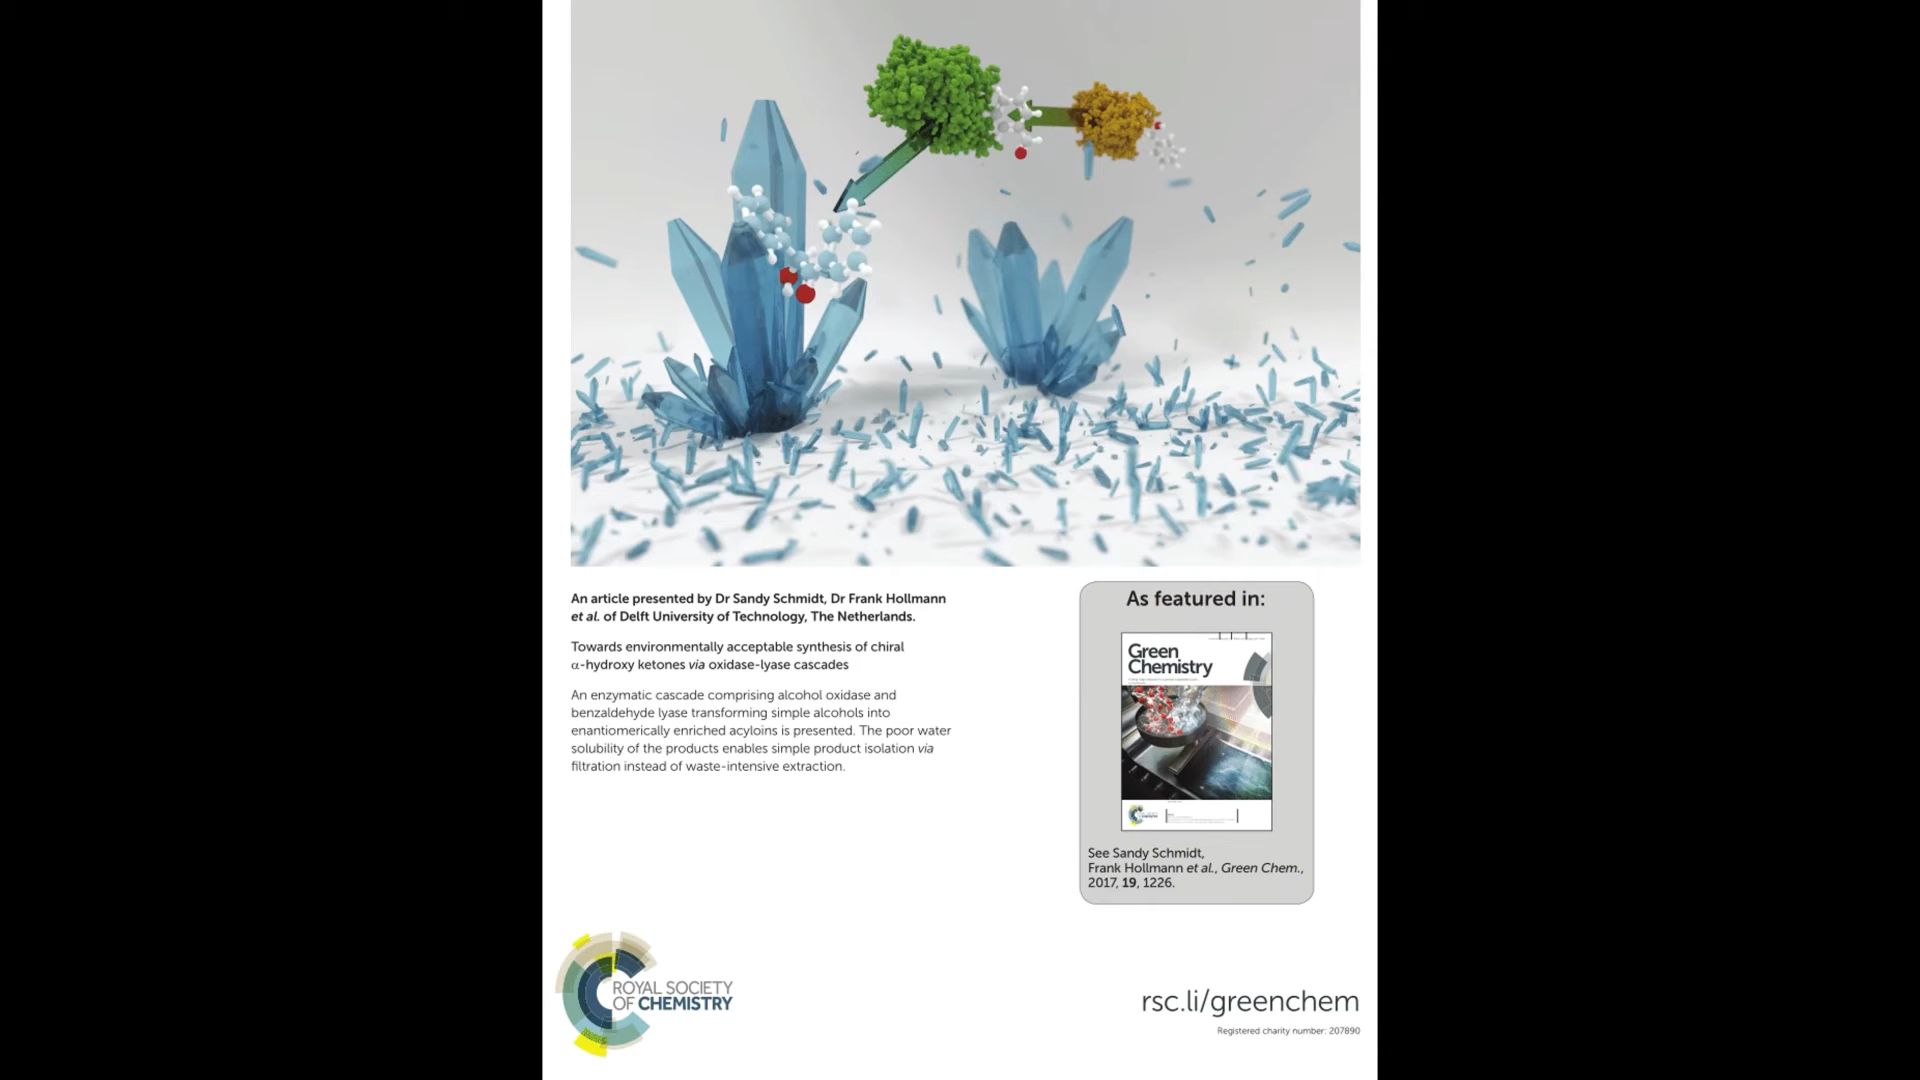 An article presented by Dr Sandy Schmidt, Dr Frank Hollmann
et al. of Delft University of Technology, The Netherlands.
Towards environmentally acceptable synthesis of chiral
α-hydroxy ketones via oxidase-lyase cascades
An enzymatic cascade comprising alcohol oxidase and
benzaldehyde lyase transforming simple alcohols into
enantiomerically enriched acyloins is presented. The poor water
solubility of the products enables simple product isolation via
filtration instead of waste-intensive extraction.
As featured in:
Green
Chemistry
See Sandy Schmidt,
Frank Hollmann et al., Green Chem.,
2017, 19, 1226.
ROYAL SOCIETY
OF CHEMISTRY
rsc.li/greenchem
Registered charity number: 207890